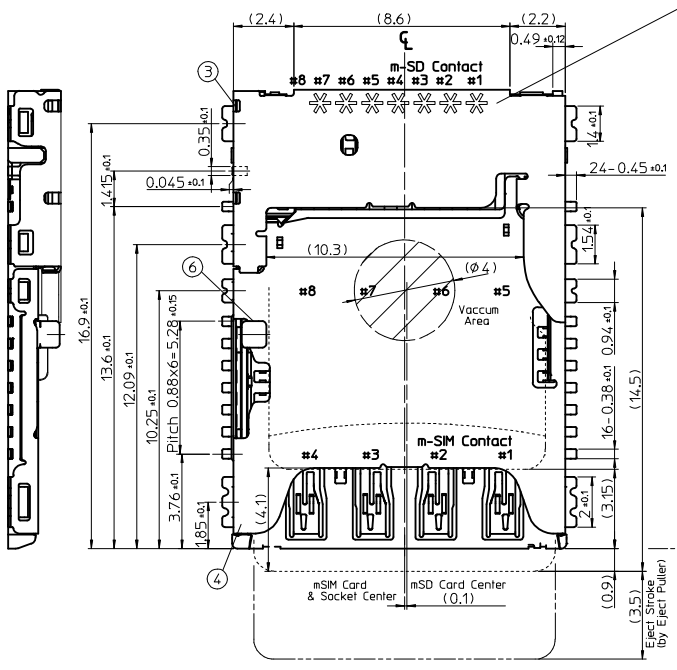 (2.4)
(8.6)
(2.2)
℄
0.49 ±0.12
m-SD Contact
#8 #7 #6 #5 #4 #3 #2 #1
3
0.35 ±0.1
1.4 ±0.1
24-0.45 ±0.1
0.045 ±0.1
1.415 ±0.1
1.54 ±0.1
(10.3)
(ø4)
6
#8 #7 #6 #5
Vaccum
Area
16.9 ±0.1
13.6 ±0.1
12.09 ±0.1
10.25 ±0.1
Pitch 0.88x6= 5.28 ±0.15
0.94 ±0.1
(14.5)
16-0.38 ±0.1
m-SIM Contact
#4 #3 #2 #1
3.76 ±0.1
1.85 ±0.1
(4.1)
2 ±0.1
(3.15)
4
mSIM Card
& Socket Center
mSD Card Center
(0.1)
(0.9)
(3.5)
Eject Stroke
(by Eject Puller)